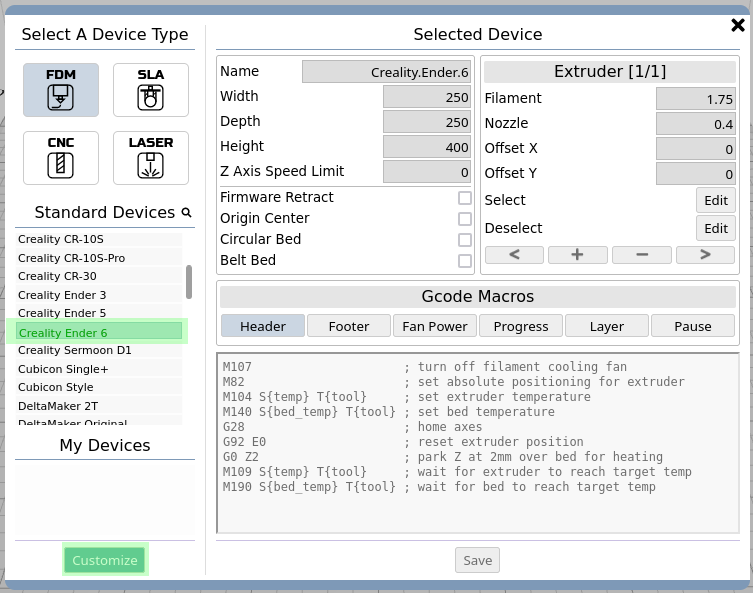 Select A Device Type
FDM
SLA
CNC
LASER
Standard Devices
Creality CR-10S
Creality CR-10S-Pro
Creality CR-30
Creality Ender 3
Creality Ender 5
Creality Ender 6
Creality Sermoon D1
Cubicon Single+
Cubicon Style
DeltaMaker 2T
DeltaMaker Original
My Devices
Customize
Selected Device
Name Creality.Ender.6
Width 250
Depth 250
Height 400
Z Axis Speed Limit 0
Firmware Retract
Origin Center
Circular Bed
Belt Bed
Extruder [1/1]
Filament 1.75
Nozzle 0.4
Offset X 0
Offset Y 0
Select Edit
Deselect Edit
< + − >
Gcode Macros
Header Footer Fan Power Progress Layer Pause
M107 ; turn off filament cooling fan
M82 ; set absolute positioning for extruder
M104 S{temp} T{tool} ; set extruder temperature
M140 S{bed_temp} T{tool} ; set bed temperature
G28 ; home axes
G92 E0 ; reset extruder position
G0 Z2 ; park Z at 2mm over bed for heating
M109 S{temp} T{tool} ; wait for extruder to reach target temp
M190 S{bed_temp} T{tool} ; wait for bed to reach target temp
Save